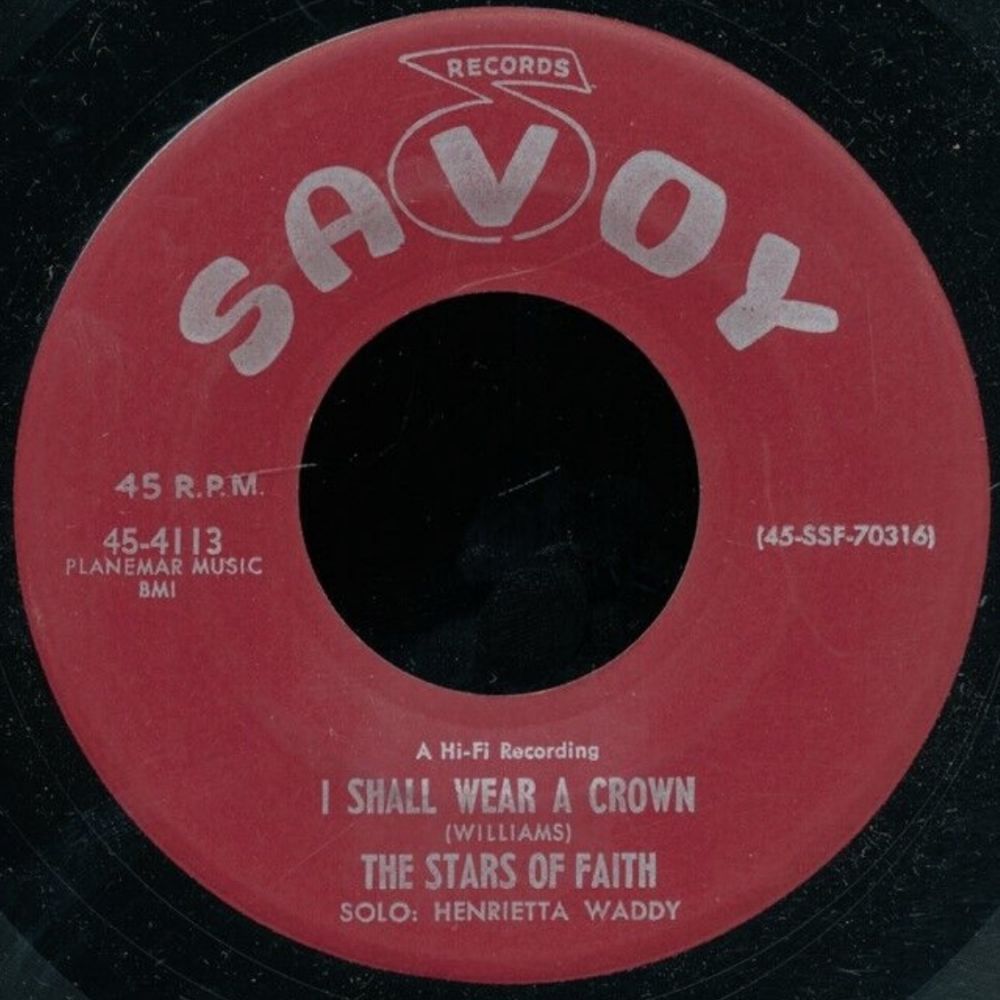 RECORDS
SAVOY
45 R.P.M.
45-4113
PLANEMAR MUSIC
BMI
(45-SSF-70316)
A Hi-Fi Recording
I SHALL WEAR A CROWN
(WILLIAMS)
THE STARS OF FAITH
SOLO: HENRIETTA WADDY